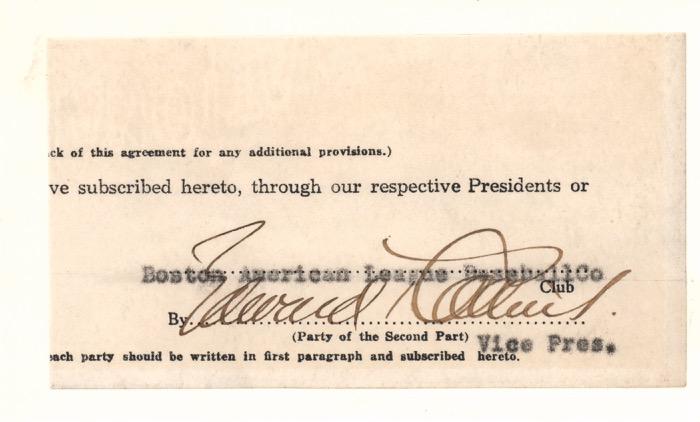 ck of this agreement for any additional provisions.)
ve subscribed hereto, through our respective Presidents or
Boston American League Baseball Co
Club
By Edward Collins.
(Party of the Second Part) Vice Pres.
each party should be written in first paragraph and subscribed hereto.